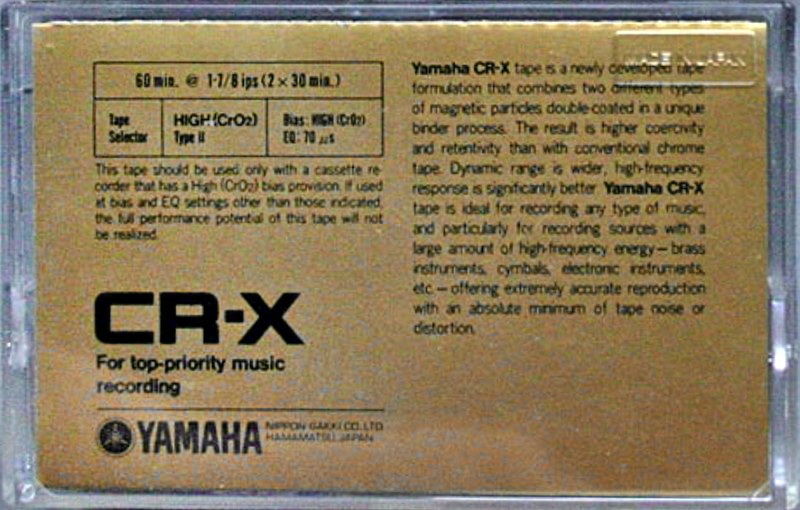 60 min. @ 1-7/8 ips (2 × 30 min.)
Tape Selector
HIGH (CrO2)
Type II
Bias: HIGH (CrO2)
EQ: 70 μs
This tape should be used only with a cassette re-
corder that has a High (CrO2) bias provision. If used
at bias and EQ settings other than those indicated,
the full performance potential of this tape will not
be realized.
CR-X
For top-priority music
recording
YAMAHA
NIPPON GAKKI CO., LTD.
HAMAMATSU, JAPAN
MADE IN JAPAN
Yamaha CR-X tape is a newly developed tape
formulation that combines two different types
of magnetic particles double-coated in a unique
binder process. The result is higher coercivity
and retentivity than with conventional chrome
tape. Dynamic range is wider, high-frequency
response is significantly better. Yamaha CR-X
tape is ideal for recording any type of music,
and particularly for recording sources with a
large amount of high-frequency energy — brass
instruments, cymbals, electronic instruments,
etc. — offering extremely accurate reproduction
with an absolute minimum of tape noise or
distortion.